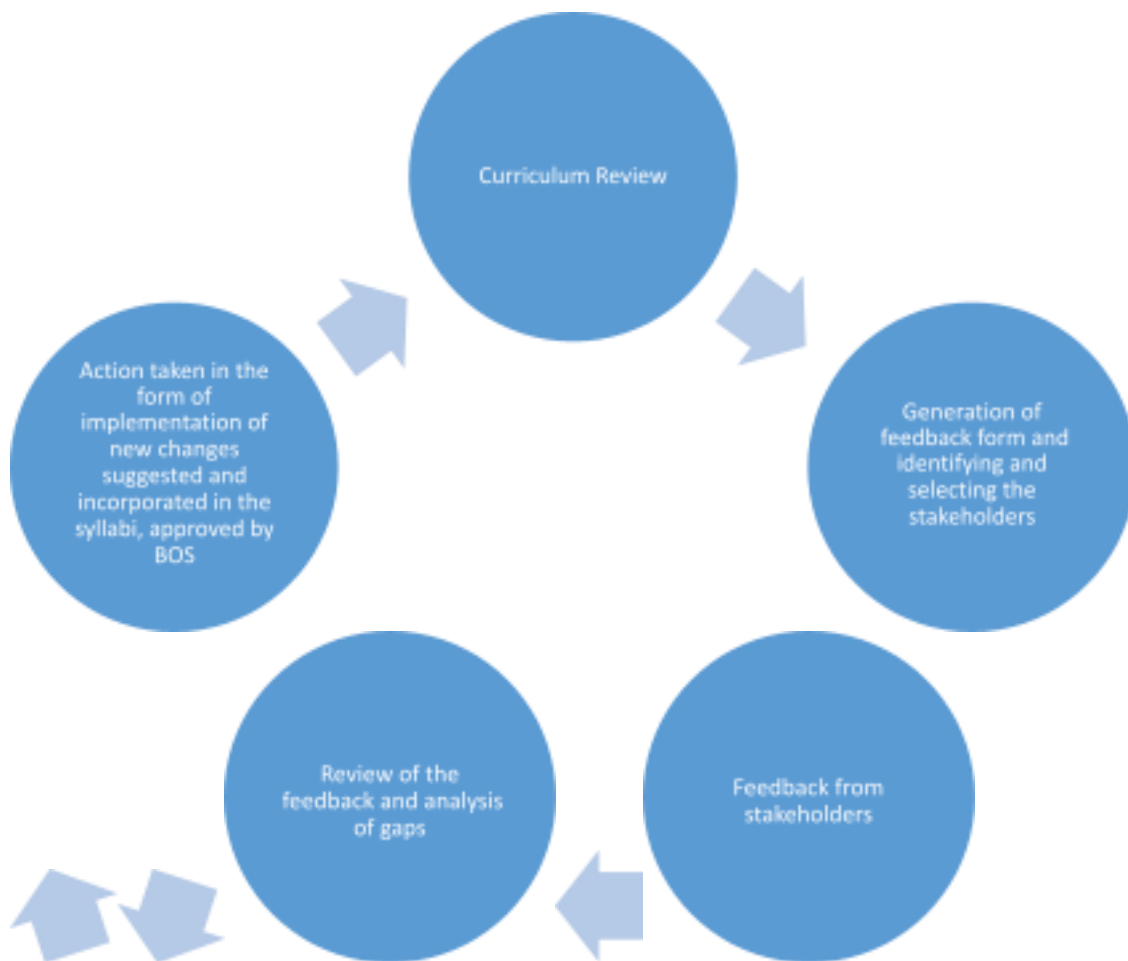 Curriculum Review
Generation of
feedback form and
identifying and
selecting the
stakeholders
Feedback from
stakeholders
Review of the
feedback and analysis
of gaps
Action taken in the
form of
implementation of
new changes
suggested and
incorporated in the
syllabi, approved by
BOS